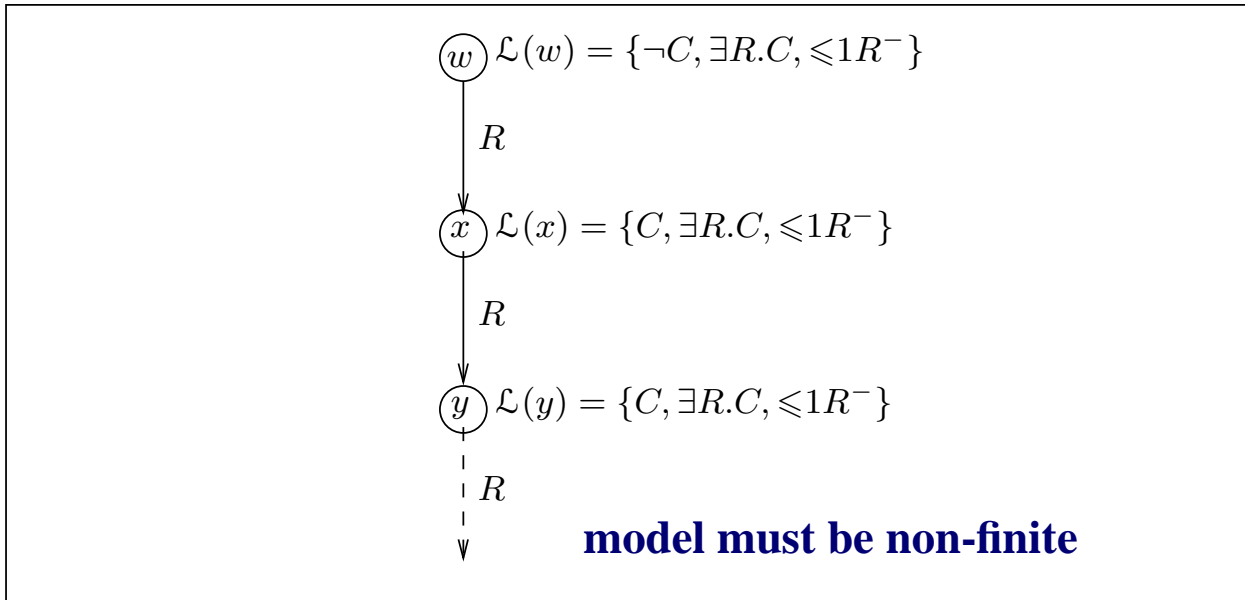 w 𝓛(w) = {¬C, ∃R.C, ⩽1R⁻}
R
x 𝓛(x) = {C, ∃R.C, ⩽1R⁻}
R
y 𝓛(y) = {C, ∃R.C, ⩽1R⁻}
R
model must be non-finite